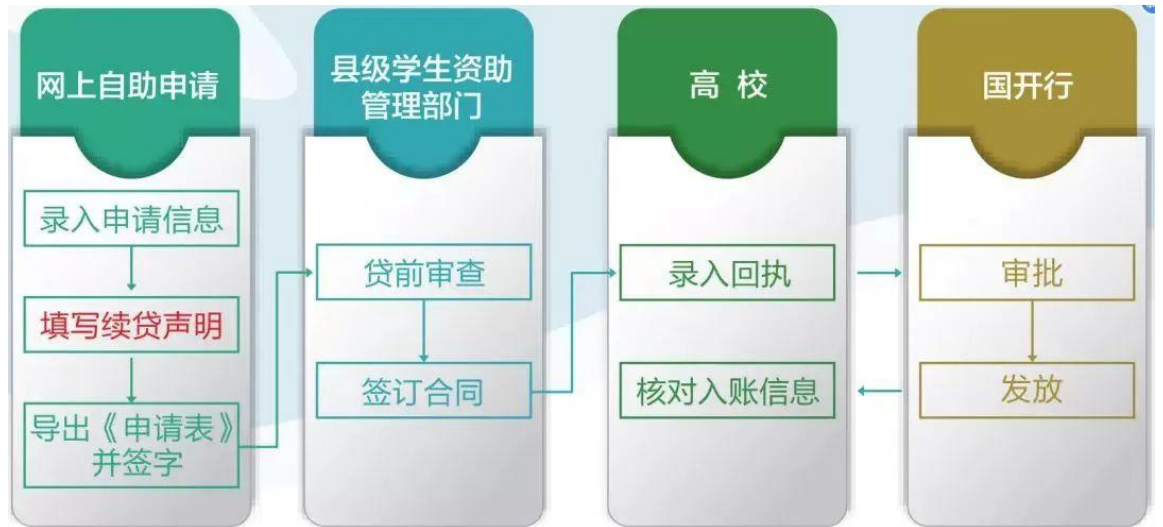 网上自助申请
录入申请信息
填写续贷声明
导出《申请表》
并签字
县级学生资助
管理部门
贷前审查
签订合同
高 校
录入回执
核对入账信息
国开行
审批
发放